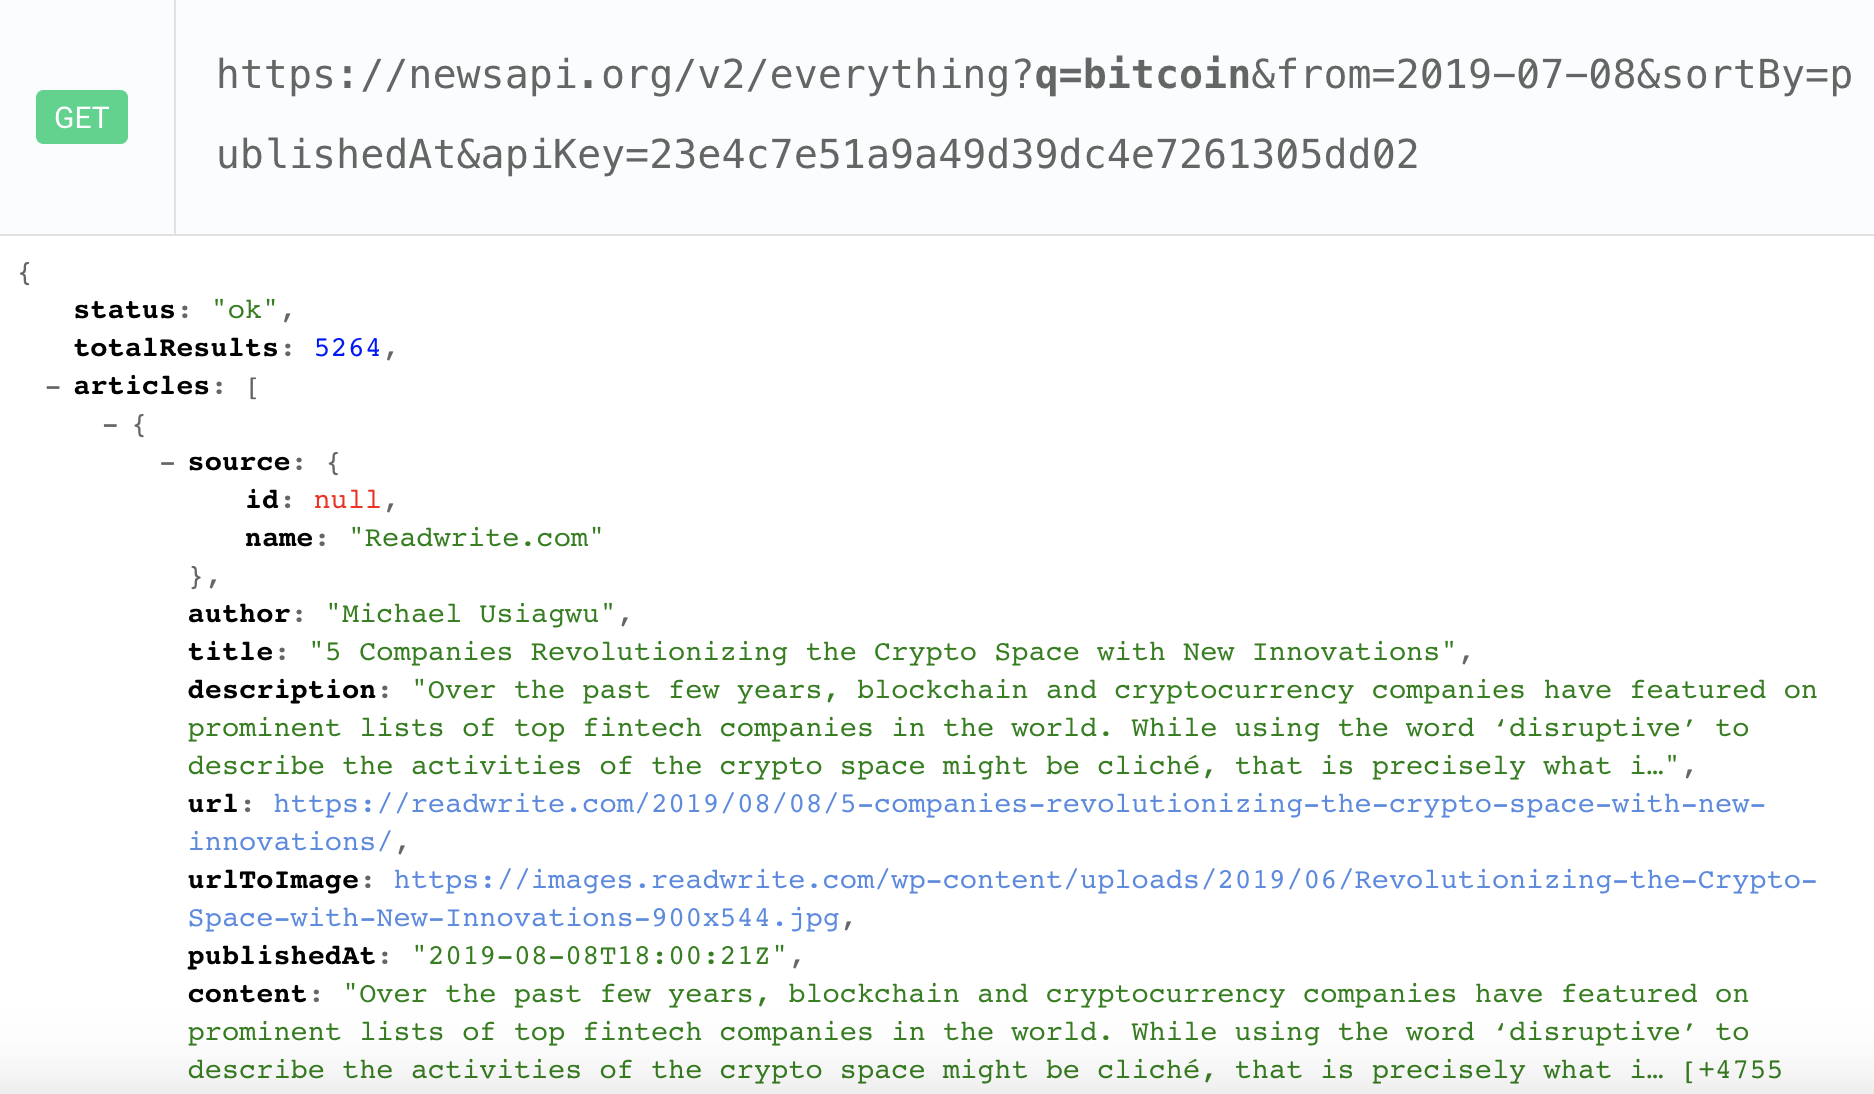 https://newsapi.org/v2/everything?q=bitcoin&from=2019-07-08&sortBy=p
GET
ublishedAt&apiKey=23e4c7e51a9a49d39dc4e7261305dd02
{
status: "ok",
totalResults: 5264,
– articles: [
– {
– source: {
id: null,
name: "Readwrite.com"
},
author: "Michael Usiagwu",
title: "5 Companies Revolutionizing the Crypto Space with New Innovations",
description: "Over the past few years, blockchain and cryptocurrency companies have featured on
prominent lists of top fintech companies in the world. While using the word ‘disruptive’ to
describe the activities of the crypto space might be cliché, that is precisely what i…",
url: https://readwrite.com/2019/08/08/5-companies-revolutionizing-the-crypto-space-with-new-
innovations/,
urlToImage: https://images.readwrite.com/wp-content/uploads/2019/06/Revolutionizing-the-Crypto-
Space-with-New-Innovations-900x544.jpg,
publishedAt: "2019-08-08T18:00:21Z",
content: "Over the past few years, blockchain and cryptocurrency companies have featured on
prominent lists of top fintech companies in the world. While using the word ‘disruptive’ to
describe the activities of the crypto space might be cliché, that is precisely what i… [+4755